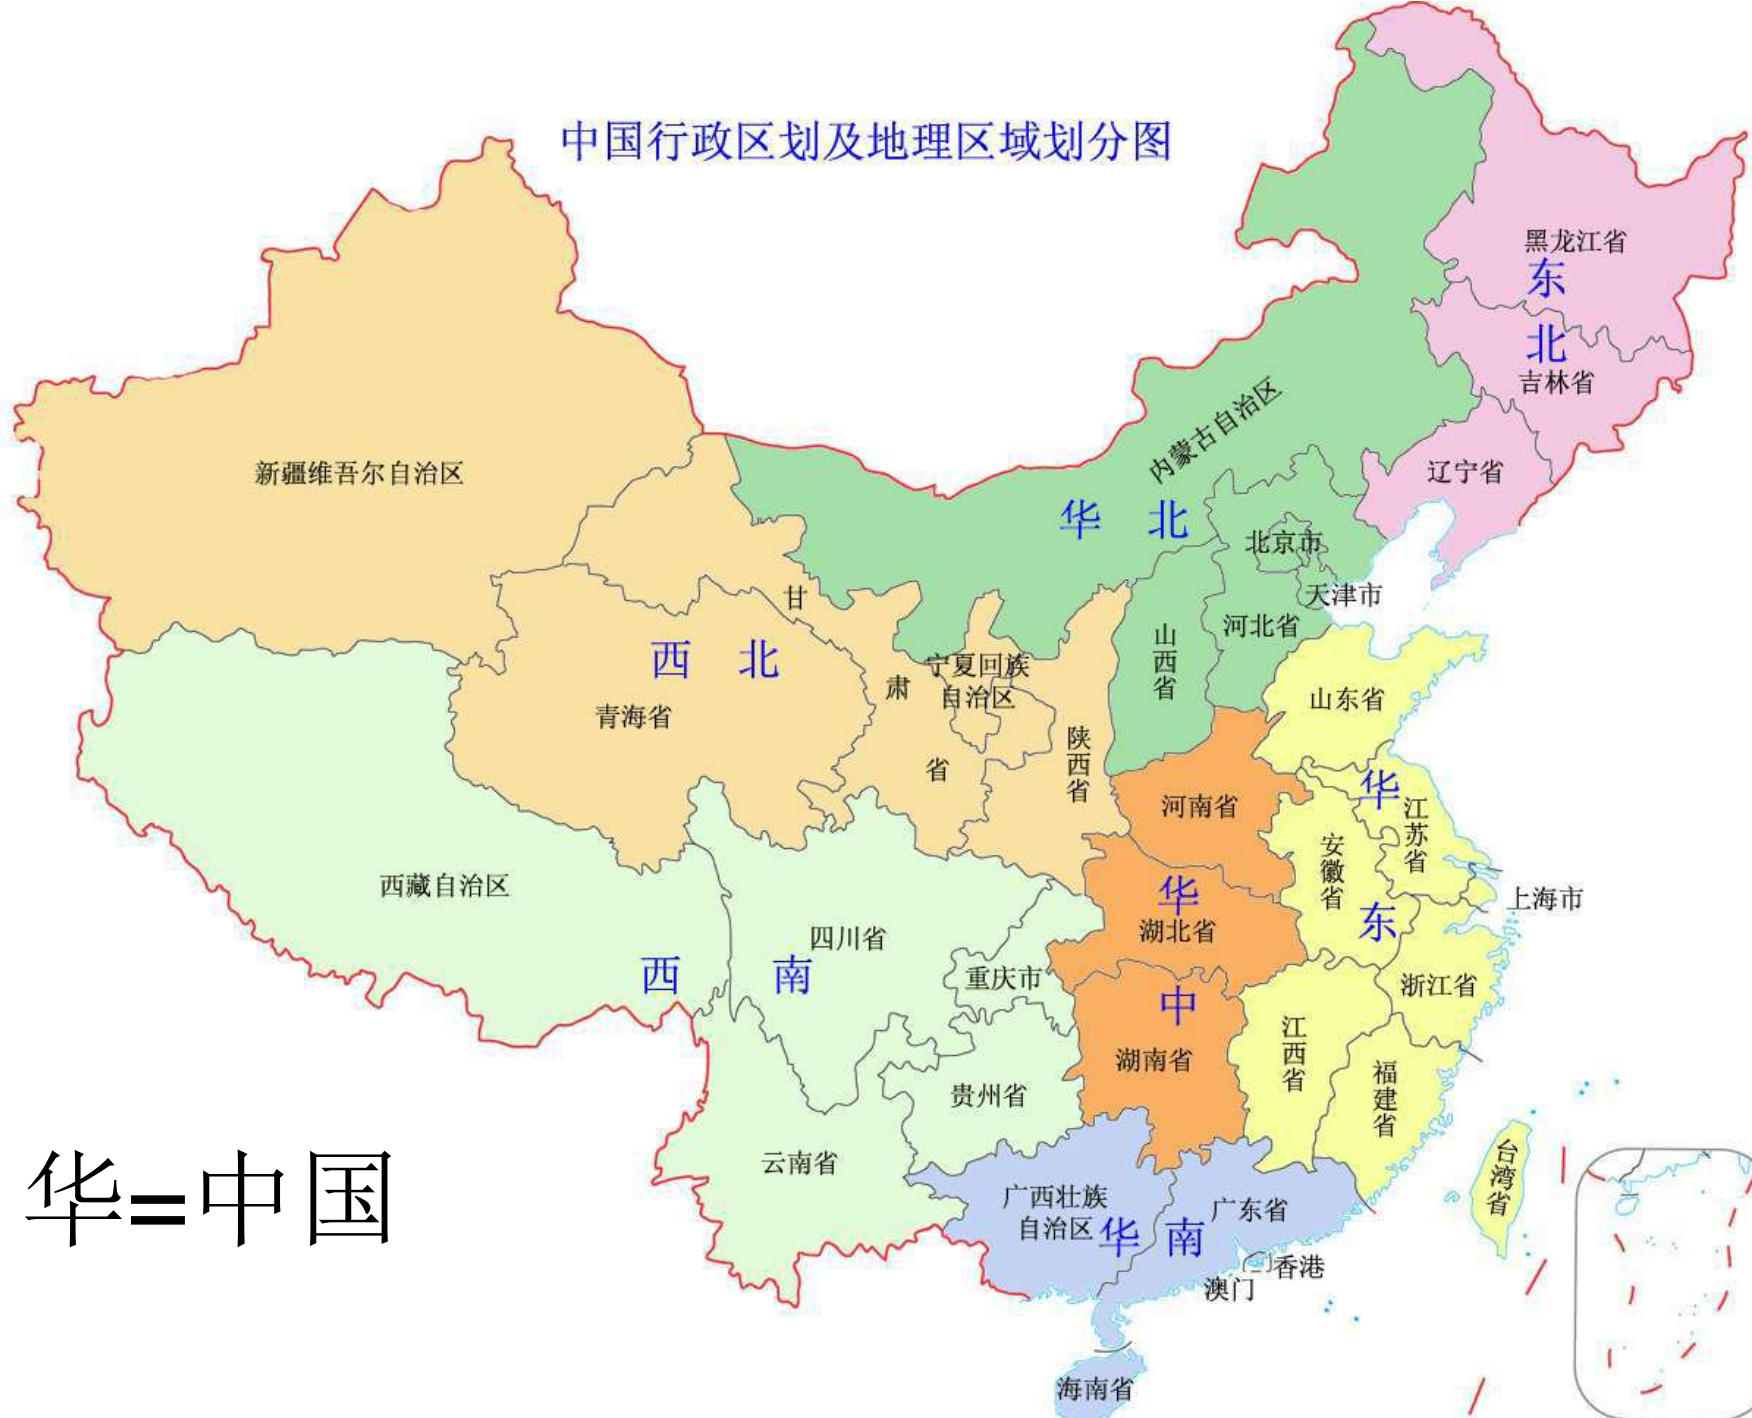 中国行政区划及地理区域划分图
黑龙江省
东
北
吉林省
辽宁省
内蒙古自治区
华 北
新疆维吾尔自治区
北京市
天津市
河北省
山西省
甘肃省
西 北
宁夏回族
自治区
青海省
陕西省
山东省
河南省
华
东
江苏省
安徽省
上海市
西藏自治区
四川省
西 南
重庆市
华
湖北省
中
湖南省
浙江省
江西省
福建省
贵州省
云南省
台湾省
广西壮族
自治区
华 南
广东省
香港
澳门
海南省
华=中国